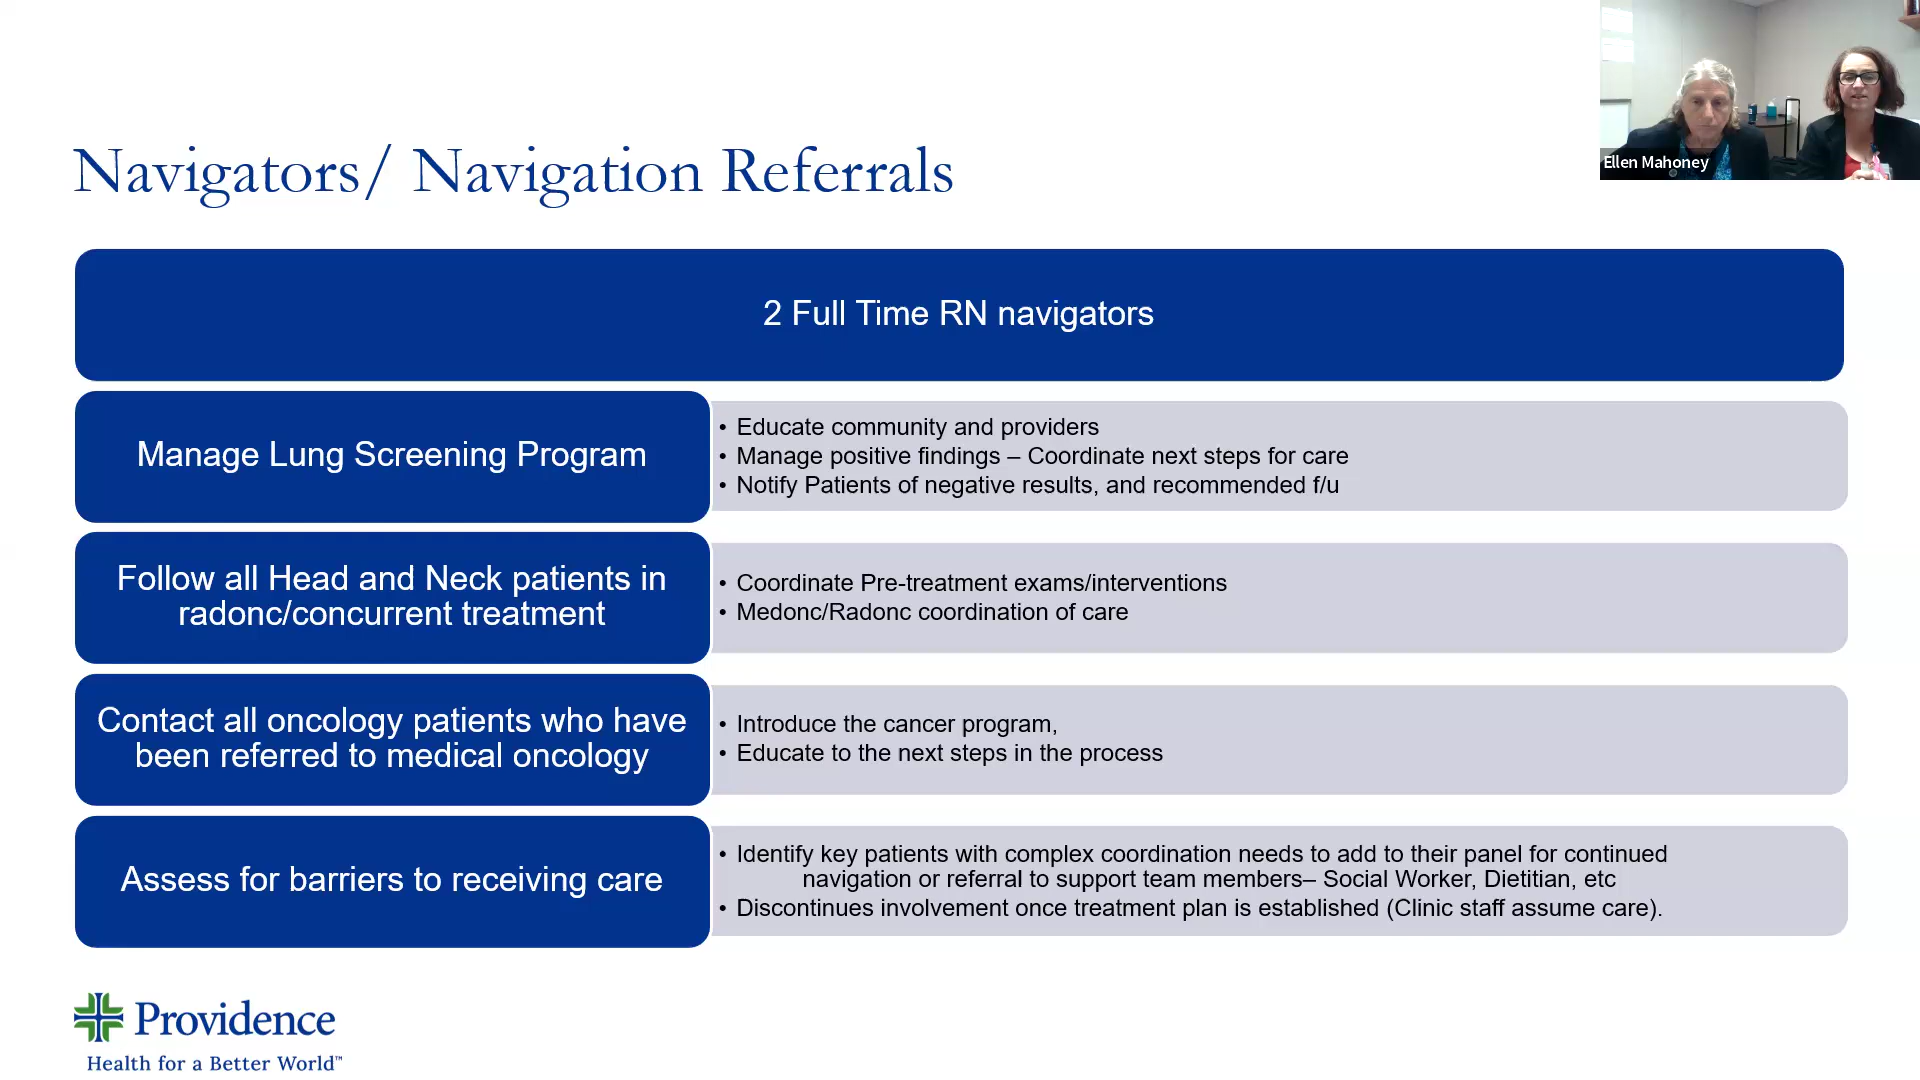 Navigators/ Navigation Referrals
Ellen Mahoney
2 Full Time RN navigators
Manage Lung Screening Program
• Educate community and providers
• Manage positive findings – Coordinate next steps for care
• Notify Patients of negative results, and recommended f/u
Follow all Head and Neck patients in
radonc/concurrent treatment
• Coordinate Pre-treatment exams/interventions
• Medonc/Radonc coordination of care
Contact all oncology patients who have
been referred to medical oncology
• Introduce the cancer program,
• Educate to the next steps in the process
Assess for barriers to receiving care
• Identify key patients with complex coordination needs to add to their panel for continued
navigation or referral to support team members– Social Worker, Dietitian, etc
• Discontinues involvement once treatment plan is established (Clinic staff assume care).
Providence
Health for a Better World™